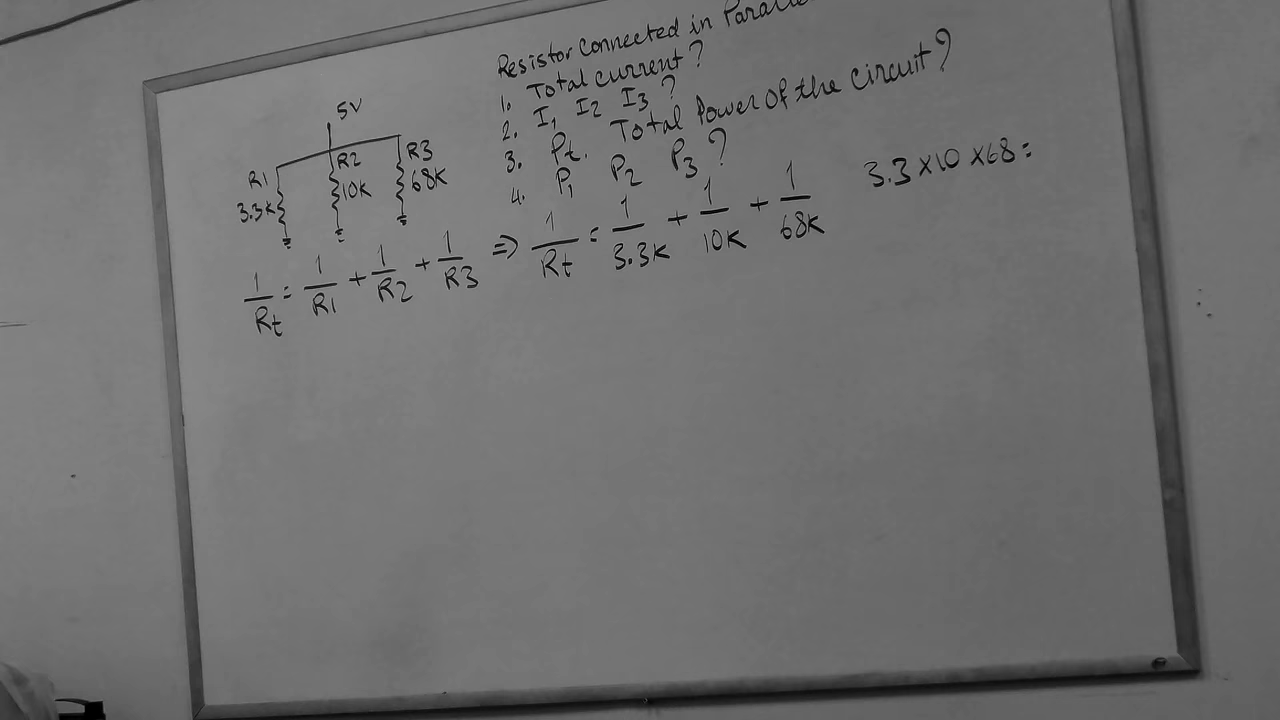 Resistor Connected in Paralle
1. Total current?
2. I1 I2 I3?
3. Pt. Total Power of the circuit?
4. P1 P2 P3?
5V
R1 R2 R3
3.3K 10K 68K
1/Rt = 1/R1 + 1/R2 + 1/R3 => 1/Rt = 1/3.3K + 1/10K + 1/68K
3.3×10×68=